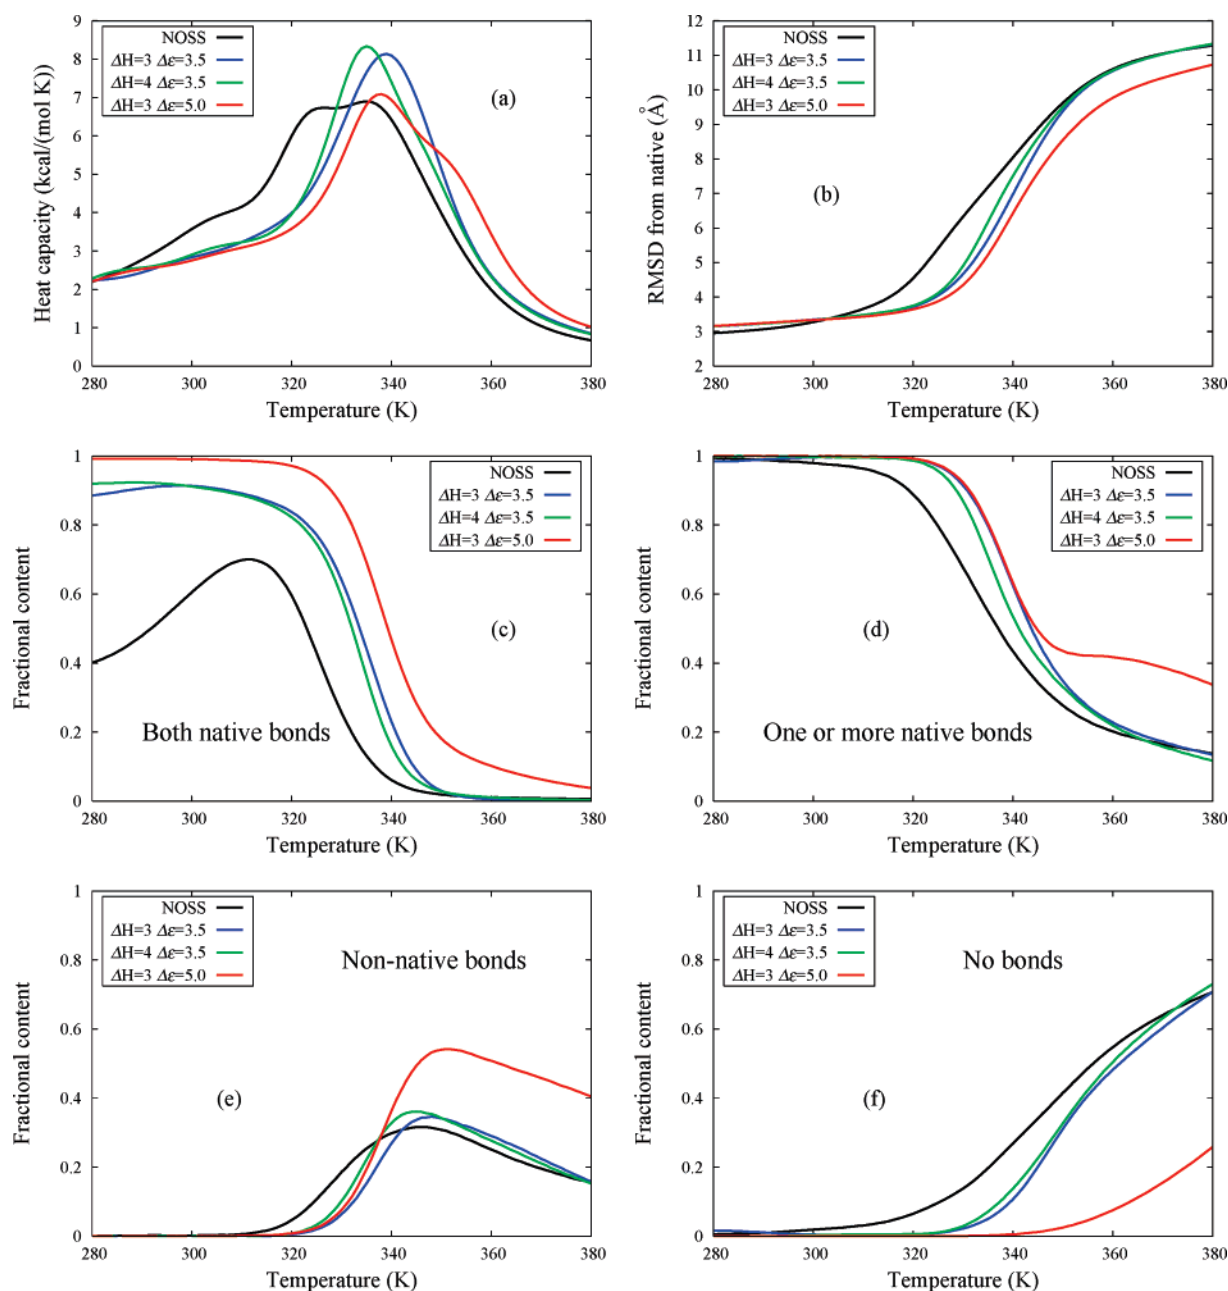 9
8
7
6
5
4
3
2
1
0
Heat capacity (kcal/(mol K))
NOSS
ΔH=3 Δε=3.5
ΔH=4 Δε=3.5
ΔH=3 Δε=5.0
(a)
280 300 320 340 360 380
Temperature (K)
12
11
10
9
8
7
6
5
4
3
2
RMSD from native (Å)
NOSS
ΔH=3 Δε=3.5
ΔH=4 Δε=3.5
ΔH=3 Δε=5.0
(b)
280 300 320 340 360 380
Temperature (K)
1
0.8
0.6
0.4
0.2
0
Fractional content
NOSS
ΔH=3 Δε=3.5
ΔH=4 Δε=3.5
ΔH=3 Δε=5.0
(c)
Both native bonds
280 300 320 340 360 380
Temperature (K)
1
0.8
0.6
0.4
0.2
0
Fractional content
NOSS
ΔH=3 Δε=3.5
ΔH=4 Δε=3.5
ΔH=3 Δε=5.0
(d)
One or more native bonds
280 300 320 340 360 380
Temperature (K)
1
0.8
0.6
0.4
0.2
0
Fractional content
NOSS
ΔH=3 Δε=3.5
ΔH=4 Δε=3.5
ΔH=3 Δε=5.0
Non-native bonds
(e)
280 300 320 340 360 380
Temperature (K)
1
0.8
0.6
0.4
0.2
0
Fractional content
NOSS
ΔH=3 Δε=3.5
ΔH=4 Δε=3.5
ΔH=3 Δε=5.0
No bonds
(f)
280 300 320 340 360 380
Temperature (K)